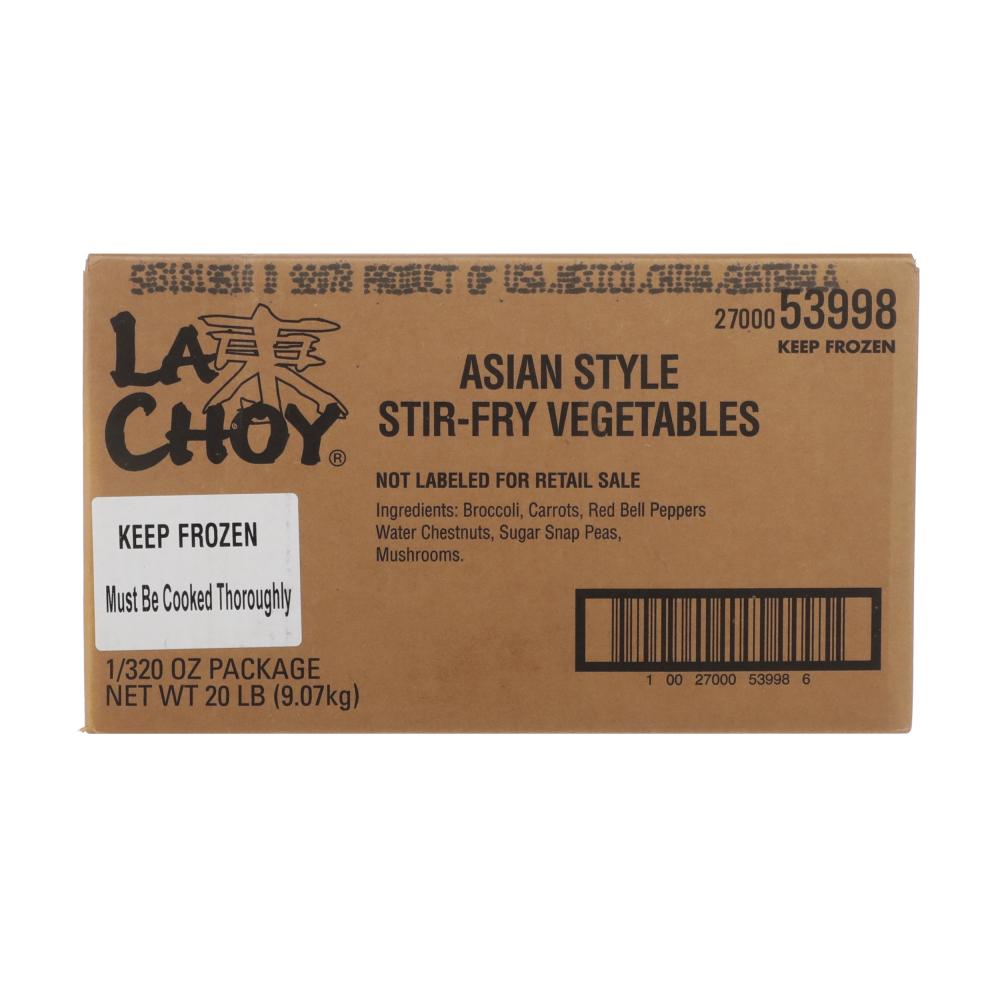 PRODUCT OF USA,MEXICO,CHINA,
27000 53998
KEEP FROZEN
LA
CHOY®
東
ASIAN STYLE
STIR-FRY VEGETABLES
NOT LABELED FOR RETAIL SALE
Ingredients: Broccoli, Carrots, Red Bell Peppers
Water Chestnuts, Sugar Snap Peas,
Mushrooms.
KEEP FROZEN
Must Be Cooked Thoroughly
1/320 OZ PACKAGE
NET WT 20 LB (9.07kg)
1 00 27000 53998 6